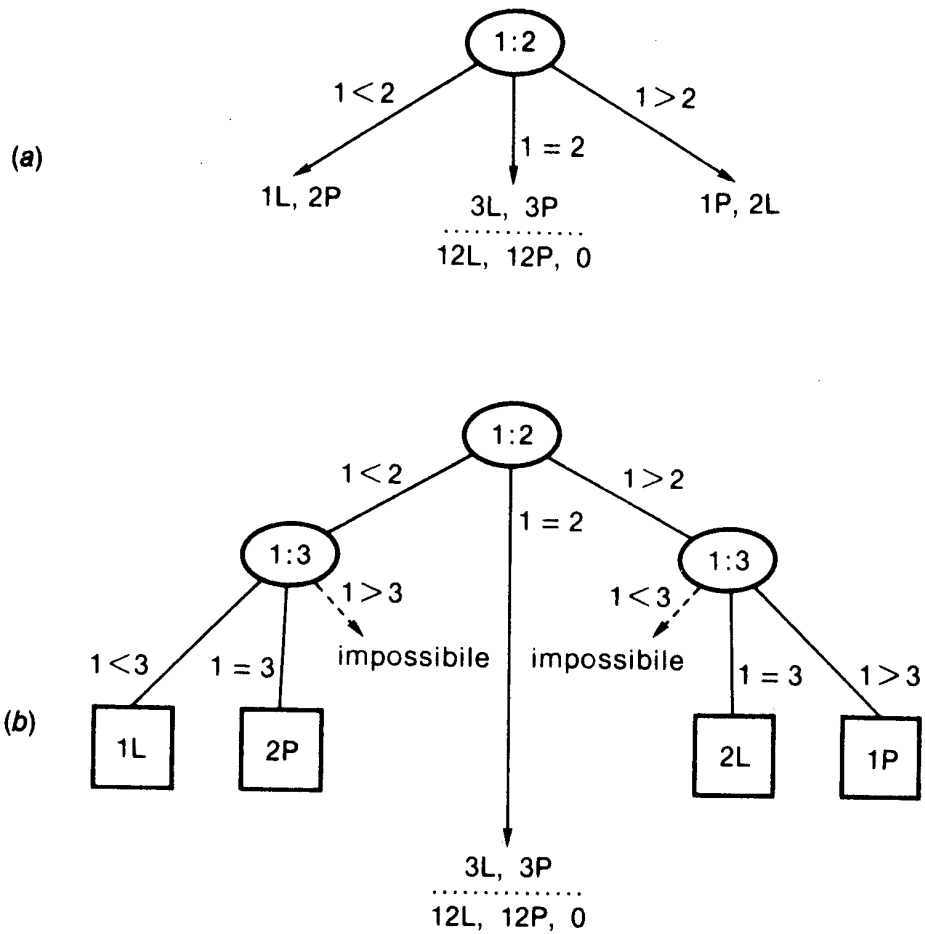 1:2
1<2
1>2
(a)
1 = 2
1L, 2P
3L, 3P
1P, 2L
12L, 12P, 0
1:2
1<2
1>2
1 = 2
1:3
1:3
1>3
1<3
impossibile
impossibile
1<3
1 = 3
1 = 3
1>3
(b)
1L
2P
2L
1P
3L, 3P
12L, 12P, 0